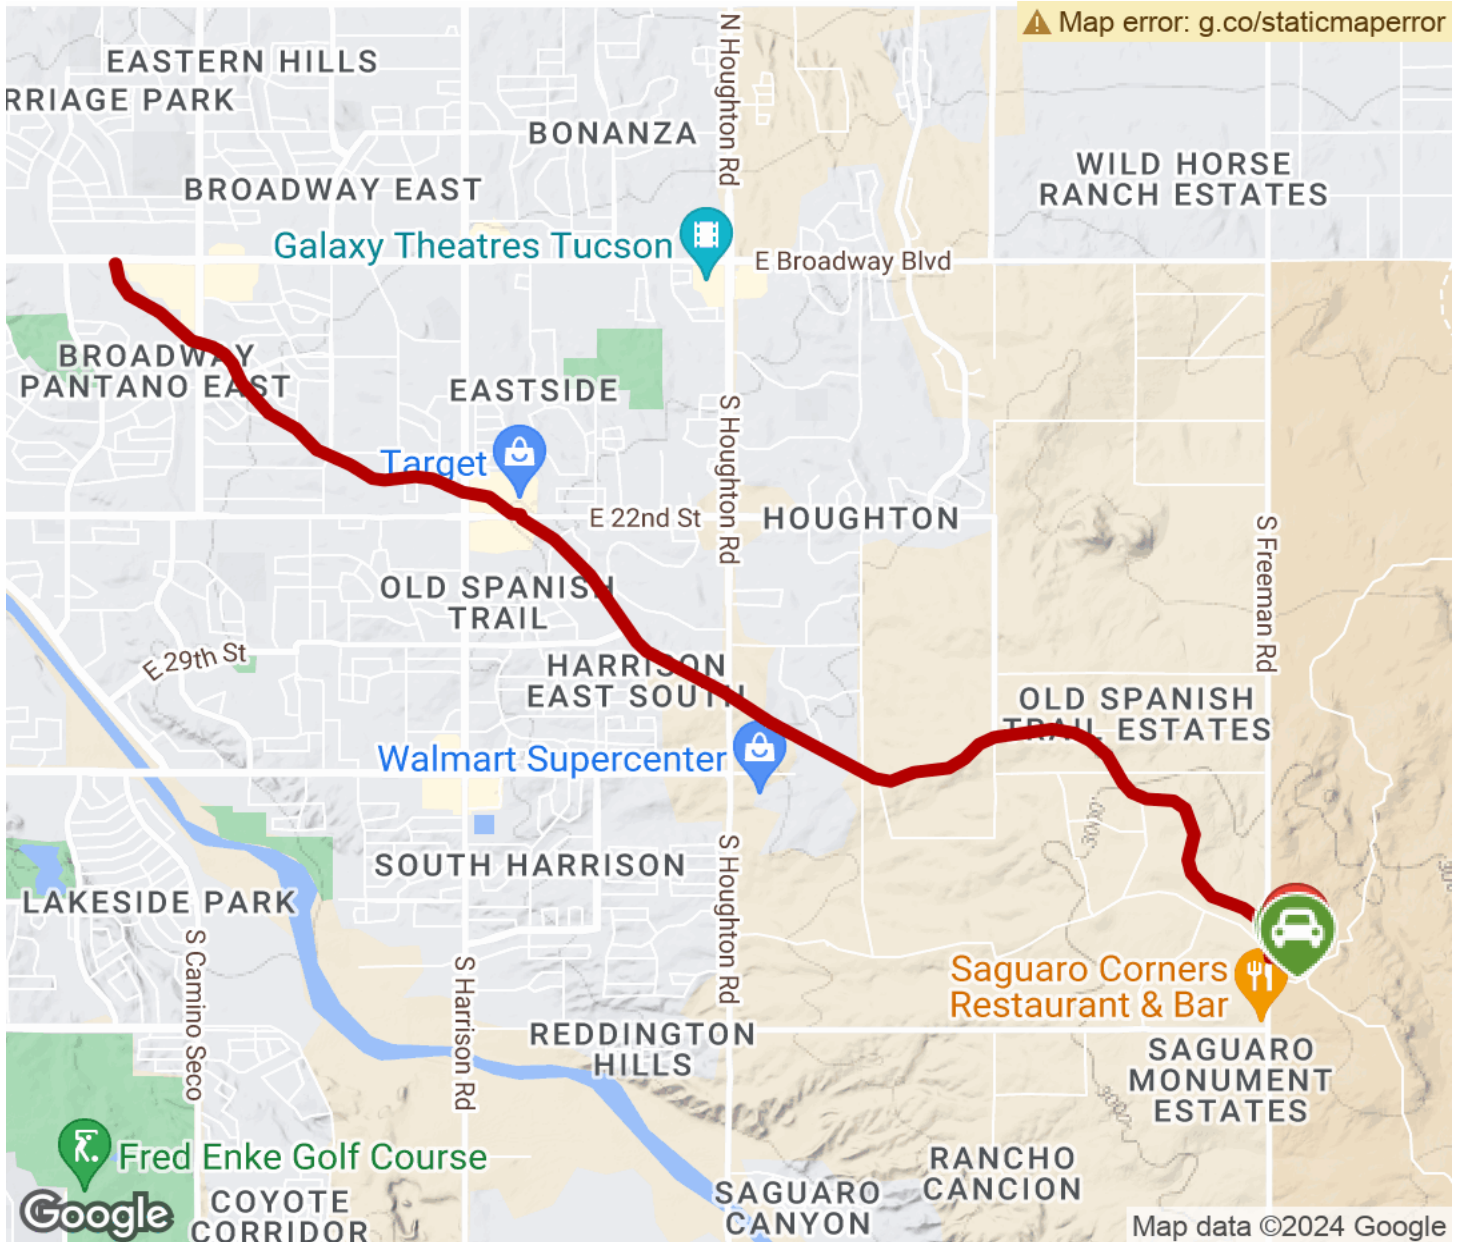 Map error: g.co/staticmaperror
N Houghton Rd
EASTERN HILLS
RRIAGE PARK
BONANZA
WILD HORSE
RANCH ESTATES
BROADWAY EAST
Galaxy Theatres Tucson
E Broadway Blvd
BROADWAY
PANTANO EAST
EASTSIDE
S Houghton Rd
Target
E 22nd St
HOUGHTON
S Freeman Rd
OLD SPANISH
TRAIL
E 29th St
HARRISON
EAST SOUTH
OLD SPANISH
TRAIL ESTATES
Walmart Supercenter
3000
S Houghton Rd
SOUTH HARRISON
LAKESIDE PARK
S Camino Seco
S Harrison Rd
Saguaro Corners
Restaurant & Bar
REDDINGTON
HILLS
SAGUARO
MONUMENT
ESTATES
3000
Fred Enke Golf Course
RANCHO
CANCION
SAGUARO
CANYON
COYOTE
CORRIDOR
Google
Map data ©2024 Google